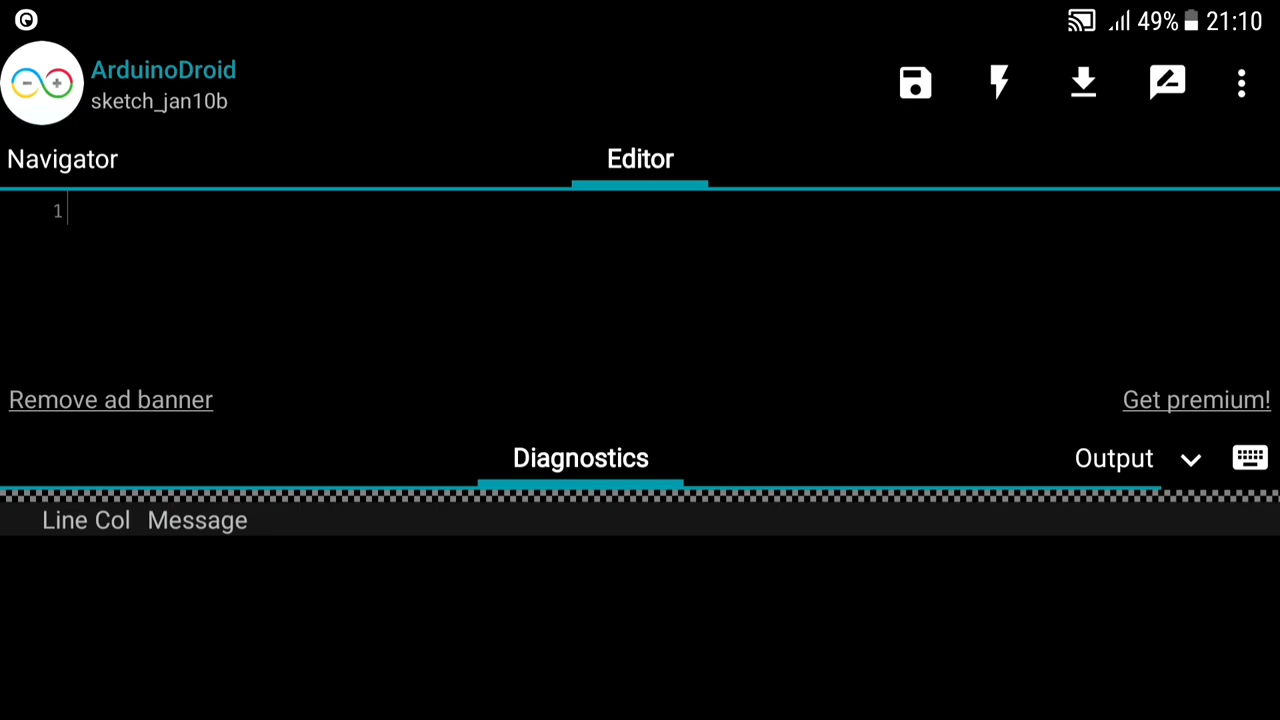 49% 21:10
ArduinoDroid
sketch_jan10b
Navigator Editor
1
Remove ad banner Get premium!
Diagnostics Output
Line Col Message